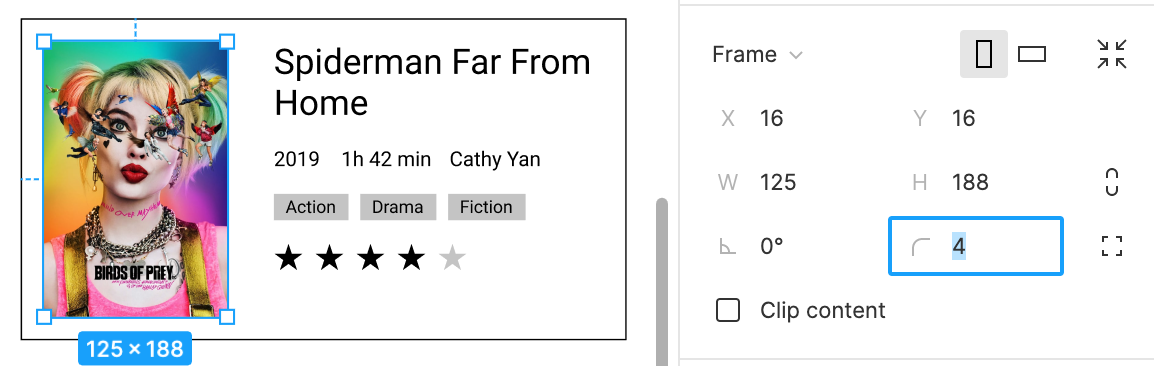 Spiderman Far From
Home
2019 1h 42 min Cathy Yan
Action Drama Fiction
BIRDS OF PREY
125 × 188
Frame
X 16 Y 16
W 125 H 188
0° 4
Clip content